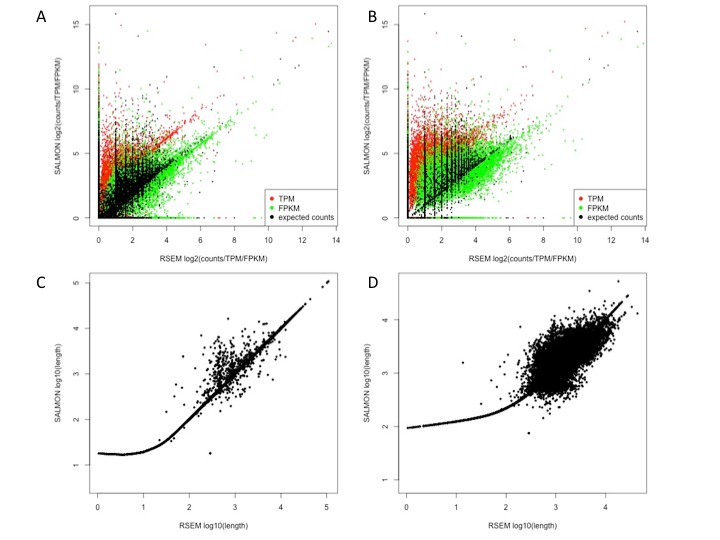 A
B
15
10
5
0
SALMON log2(counts/TPM/FPKM)
TPM
FPKM
expected counts
0 2 4 6 8 10 12 14
RSEM log2(counts/TPM/FPKM)
15
10
5
0
SALMON log2(counts/TPM/FPKM)
TPM
FPKM
expected counts
0 2 4 6 8 10 12 14
RSEM log2(counts/TPM/FPKM)
C
D
5
4
3
2
1
SALMON log10(length)
0 1 2 3 4 5
RSEM log10(length)
4
3
2
1
SALMON log10(length)
0 1 2 3 4
RSEM log10(length)